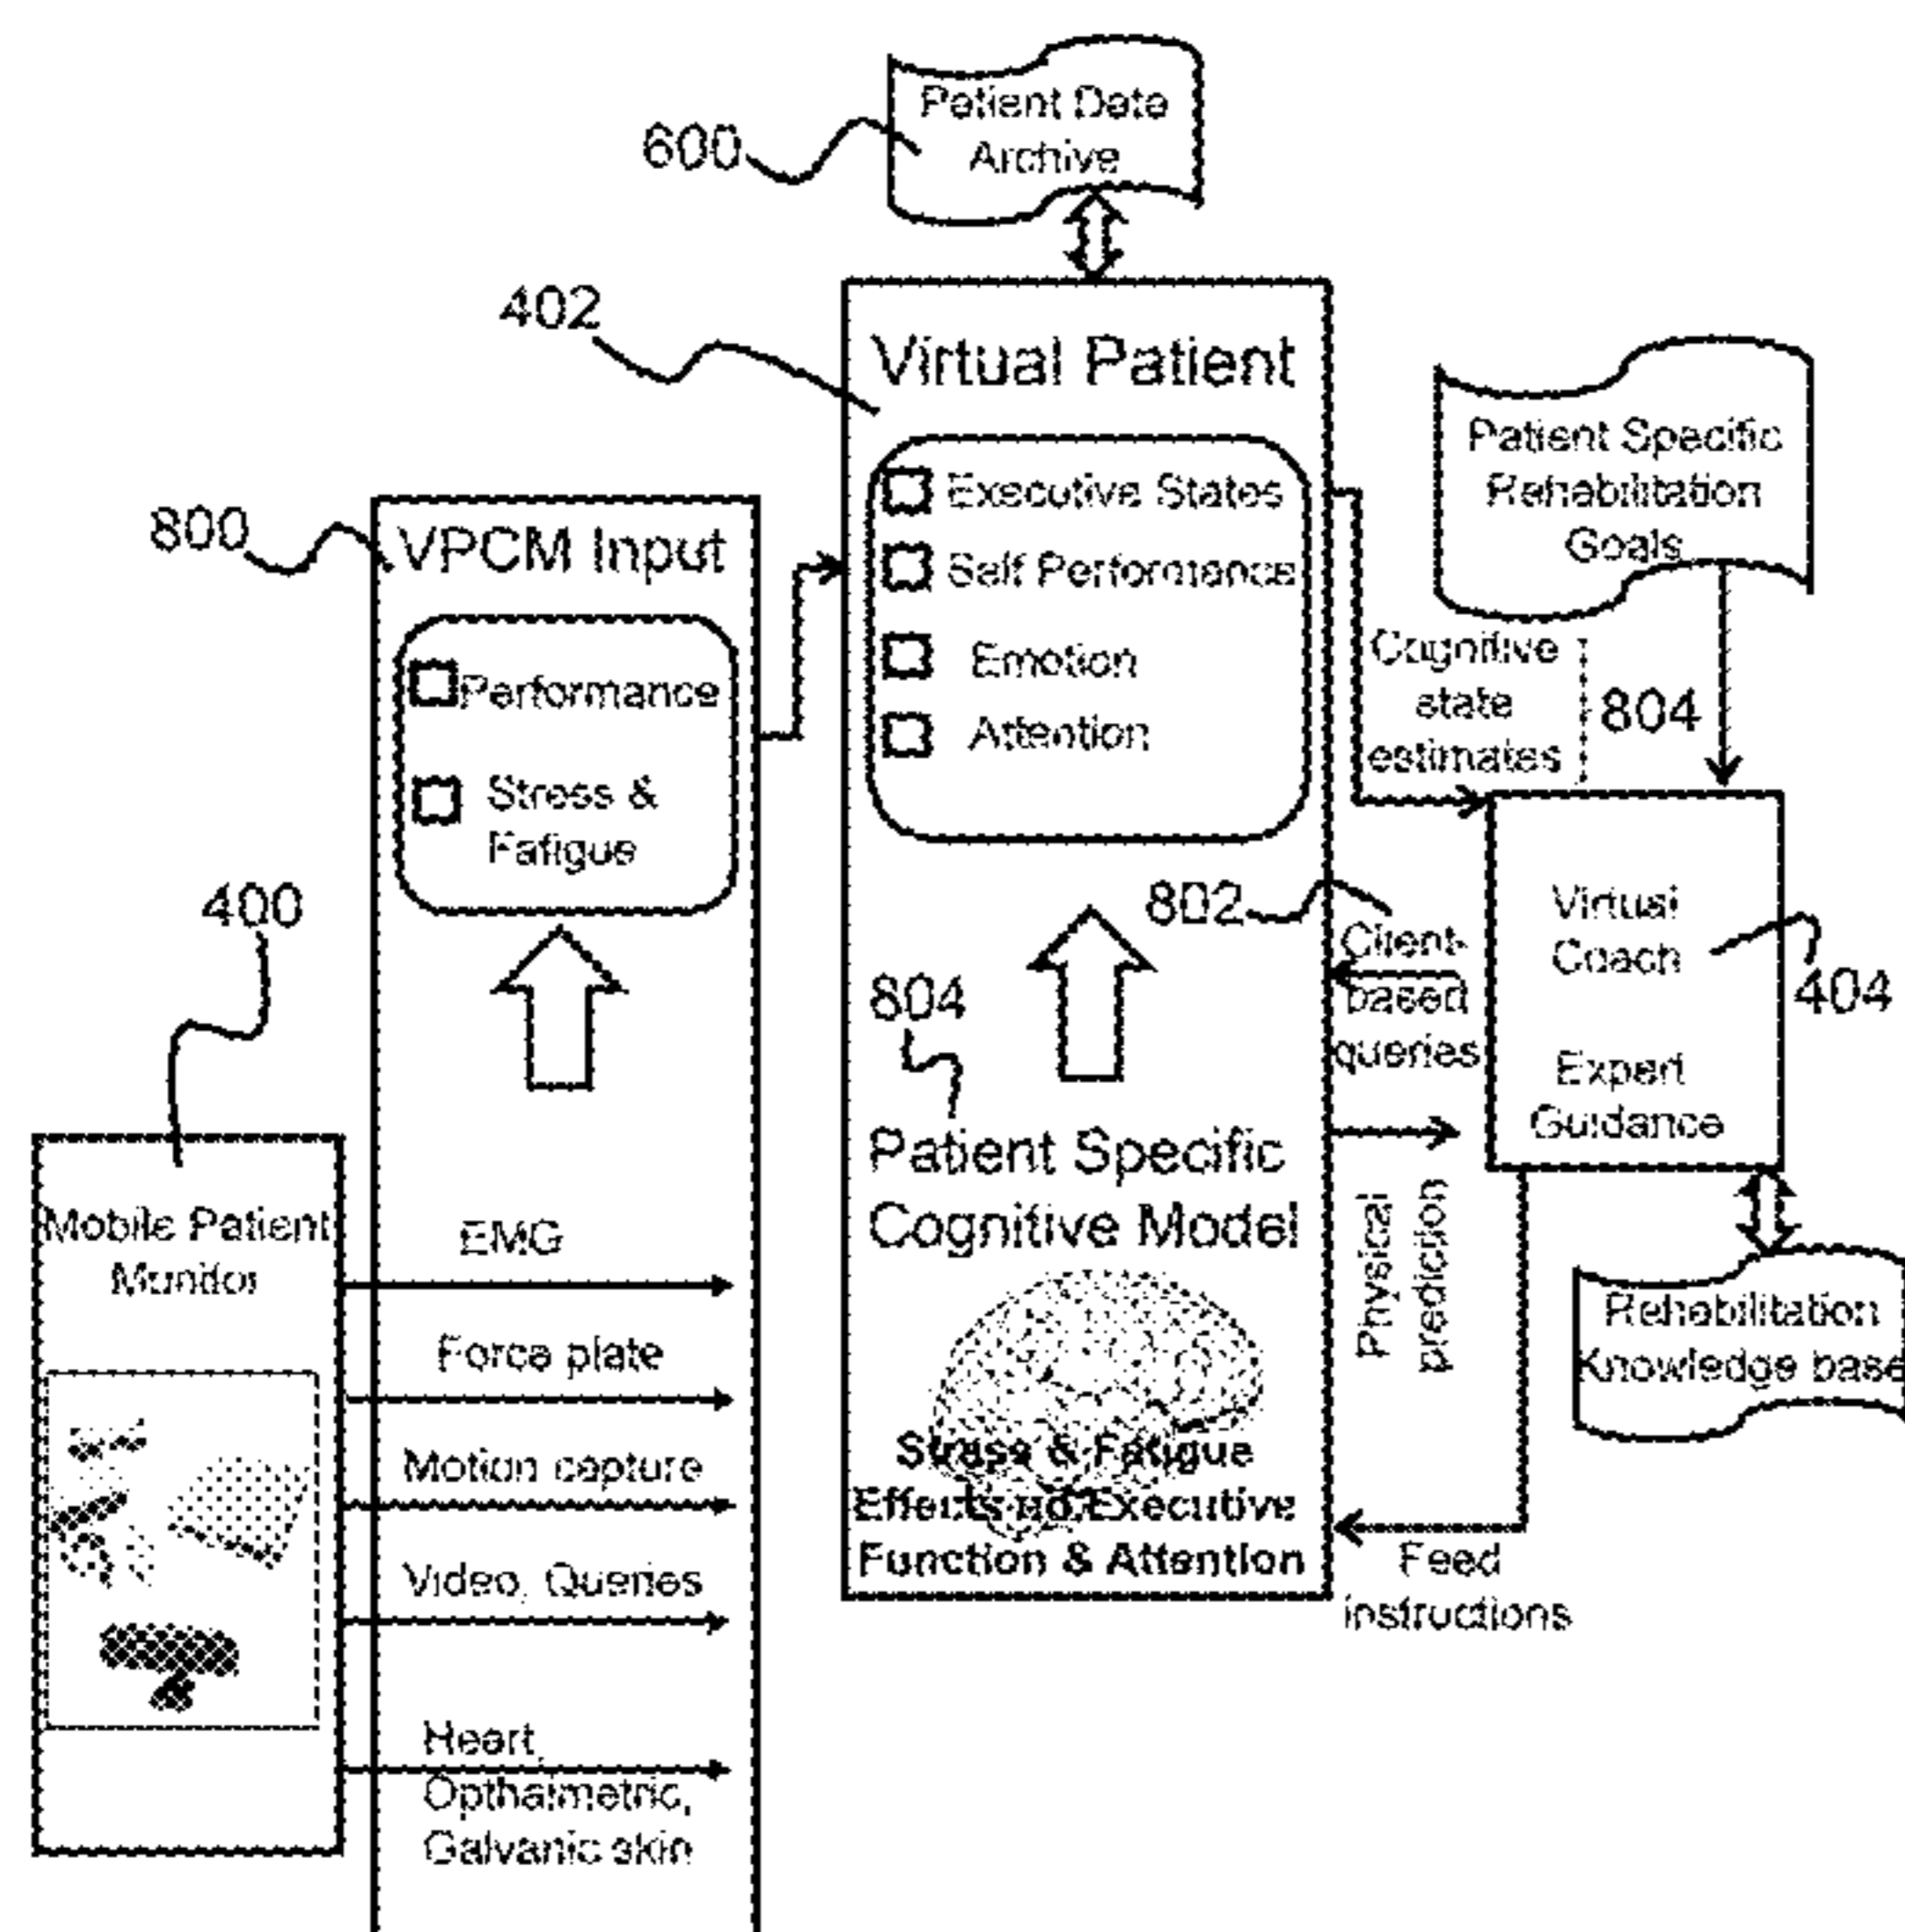 Patient Data
Archive
600
402
Virtual Patient
Executive States
Self Performance
Emotion
Attention
Patient Specific
Rehabilitation
Goals
800
VPCM Input
Performance
Stress &
Fatigue
Cognitive
state
estimates
804
400
802
Client-
based
queries
Virtual
Coach
Expert
Guidance
404
804
Patient Specific
Cognitive Model
Stress & Fatigue
Effects on Executive
Function & Attention
Physical
prediction
Rehabilitation
Knowledge base
Feed
instructions
Mobile Patient
Monitor
EMG
Force plate
Motion capture
Video, Queries
Heart,
Opthalmetric,
Galvanic skin